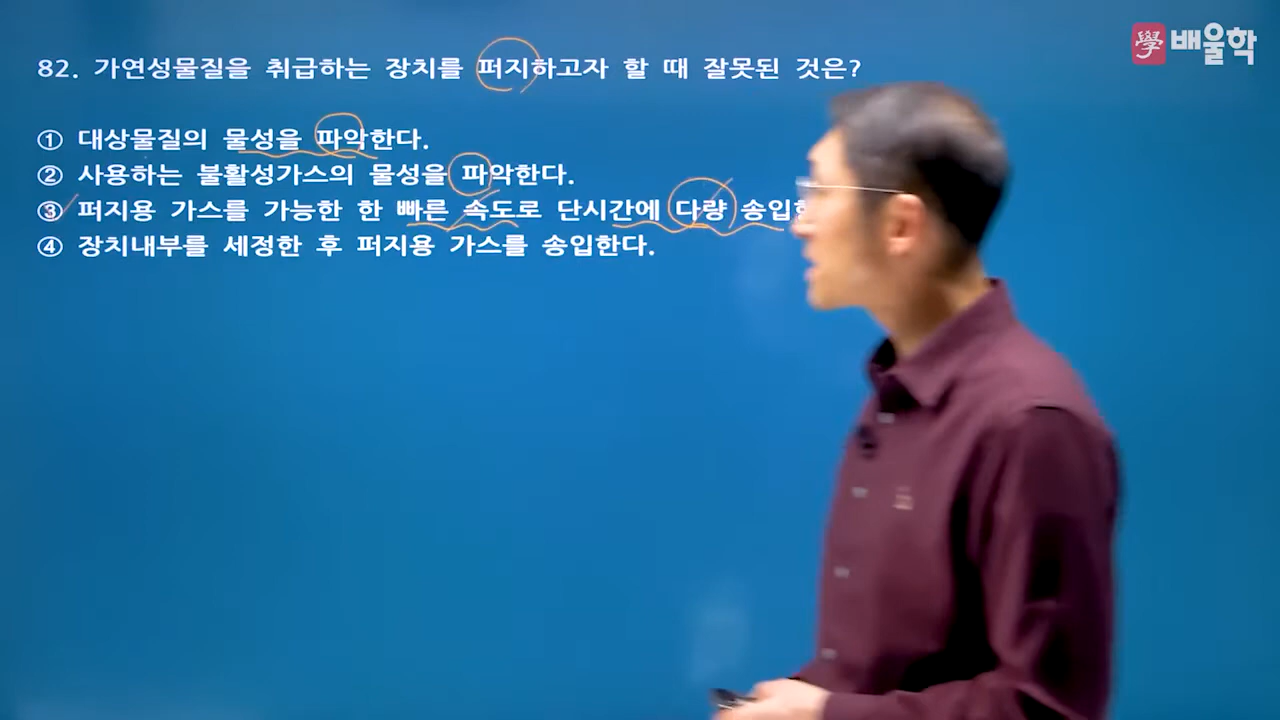 學 배울학
82. 가연성물질을 취급하는 장치를 퍼지하고자 할 때 잘못된 것은?
① 대상물질의 물성을 파악한다.
② 사용하는 불활성가스의 물성을 파악한다.
③ 퍼지용 가스를 가능한 한 빠른 속도로 단시간에 다량 송입
④ 장치내부를 세정한 후 퍼지용 가스를 송입한다.